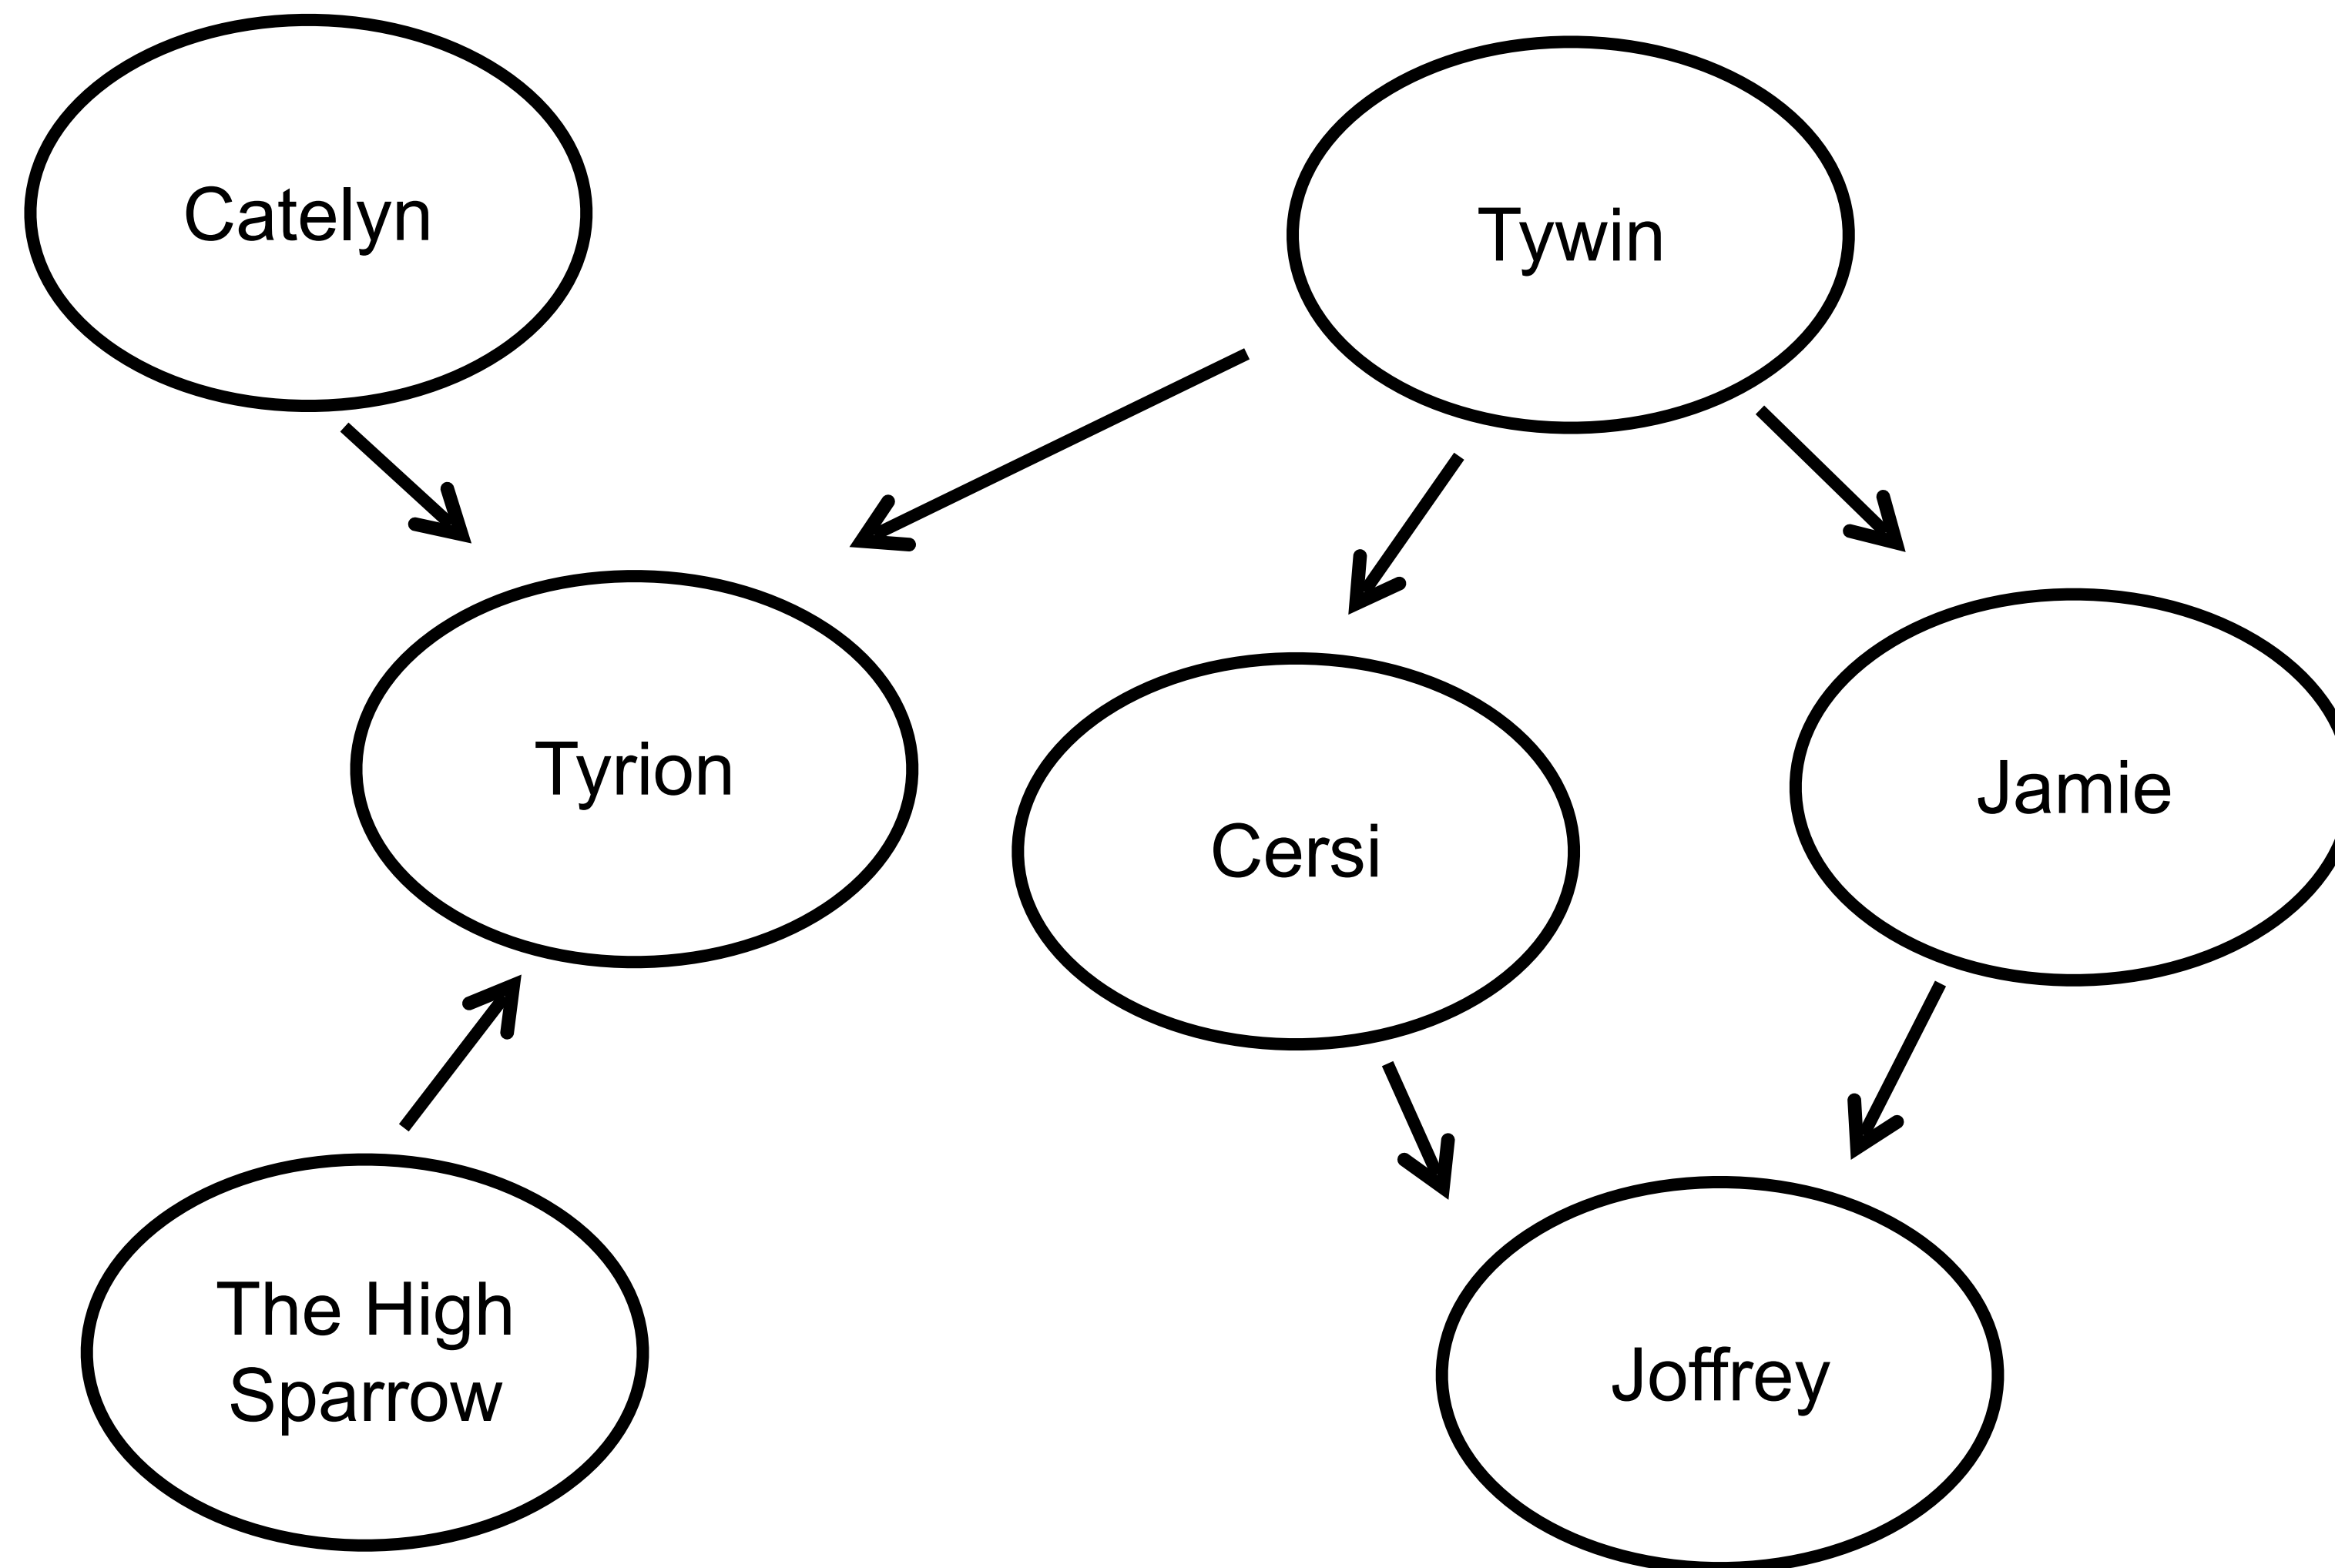 Catelyn
Tywin
Tyrion
Cersi
Jamie
The High
Sparrow
Joffrey